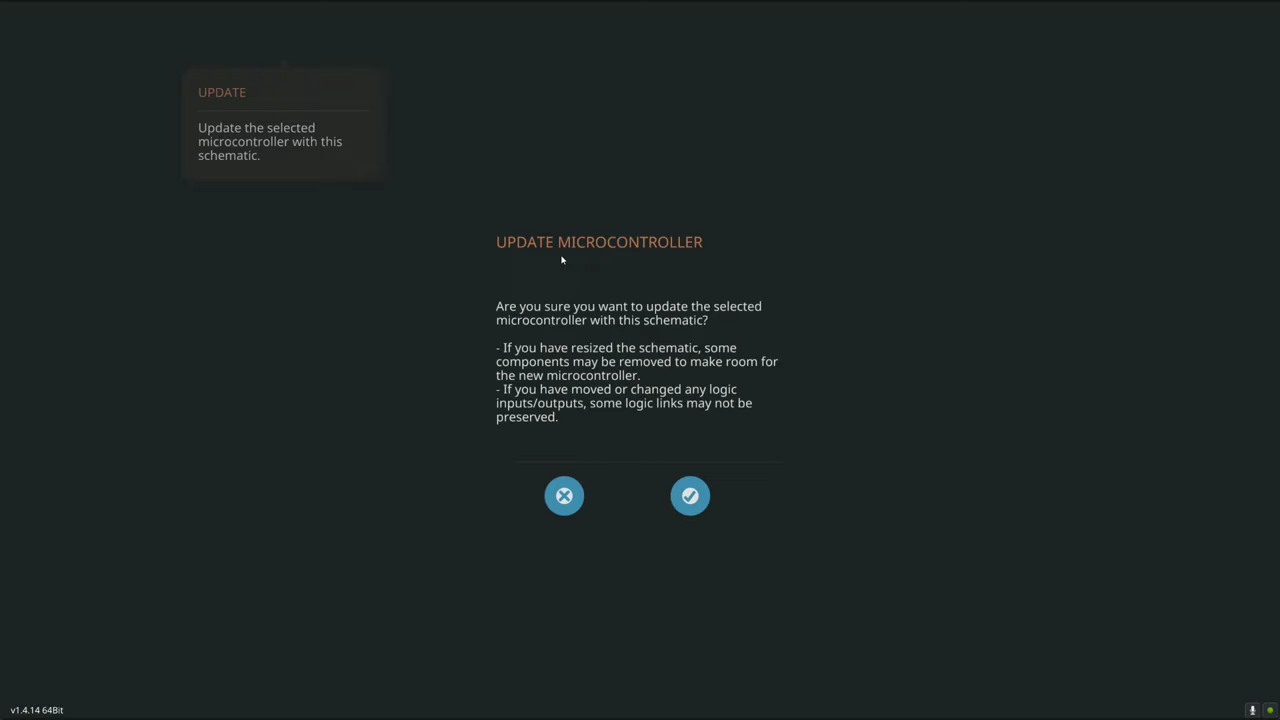 UPDATE
Update the selected
microcontroller with this
schematic.
UPDATE MICROCONTROLLER
Are you sure you want to update the selected
microcontroller with this schematic?
- If you have resized the schematic, some
components may be removed to make room for
the new microcontroller.
- If you have moved or changed any logic
inputs/outputs, some logic links may not be
preserved.
v1.4.14 64Bit